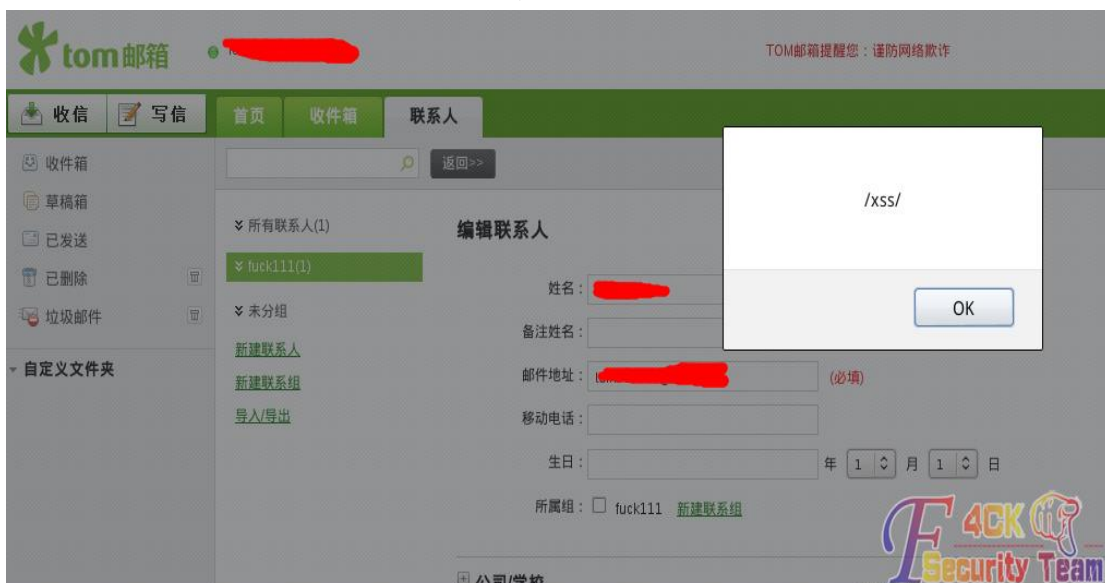 tom邮箱
TOM邮箱提醒您：谨防网络欺诈
收信 写信 首页 收件箱 联系人
返回>>
收件箱
草稿箱
已发送
已删除
垃圾邮件
自定义文件夹
所有联系人(1)
fuck111(1)
未分组
新建联系人
新建联系组
导入/导出
编辑联系人
姓名：
备注姓名：
邮件地址： (必填)
移动电话：
生日： 年 1 月 1 日
所属组： fuck111 新建联系组
公司/学校
/xss/
OK
F4CK
Security Team